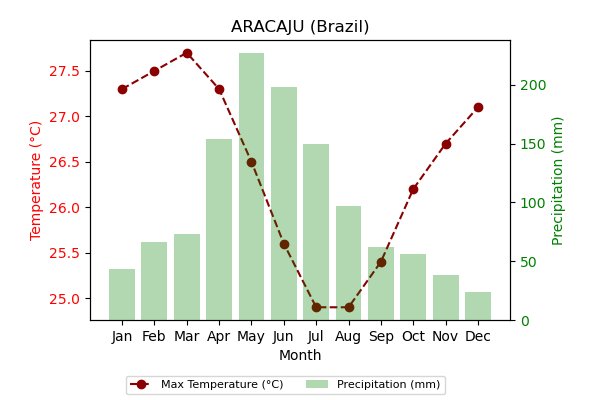 ARACAJU (Brazil)
27.5
27.0
26.5
26.0
25.5
25.0
Temperature (°C)
200
150
100
50
0
Precipitation (mm)
Jan Feb Mar Apr May Jun Jul Aug Sep Oct Nov Dec
Month
Max Temperature (°C) Precipitation (mm)